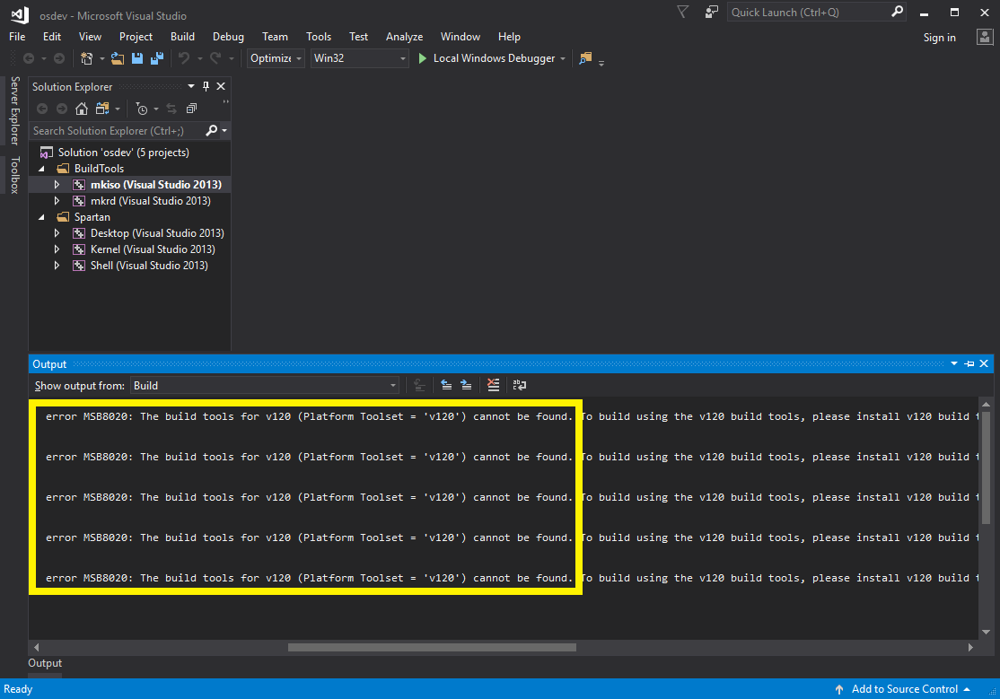 osdev - Microsoft Visual Studio
Quick Launch (Ctrl+Q)
File Edit View Project Build Debug Team Tools Test Analyze Window Help
Sign in
Win32 Local Windows Debugger
Server Explorer
Toolbox
Solution Explorer
Search Solution Explorer (Ctrl+;)
Solution 'osdev' (5 projects)
BuildTools
mkiso (Visual Studio 2013)
mkrd (Visual Studio 2013)
Spartan
Desktop (Visual Studio 2013)
Kernel (Visual Studio 2013)
Shell (Visual Studio 2013)
Output
Show output from: Build
error MSB8020: The build tools for v120 (Platform Toolset = 'v120') cannot be found. To build using the v120 build tools, please install v120 build
error MSB8020: The build tools for v120 (Platform Toolset = 'v120') cannot be found. To build using the v120 build tools, please install v120 build
error MSB8020: The build tools for v120 (Platform Toolset = 'v120') cannot be found. To build using the v120 build tools, please install v120 build
error MSB8020: The build tools for v120 (Platform Toolset = 'v120') cannot be found. To build using the v120 build tools, please install v120 build
error MSB8020: The build tools for v120 (Platform Toolset = 'v120') cannot be found. To build using the v120 build tools, please install v120 build
Output
Ready
Add to Source Control